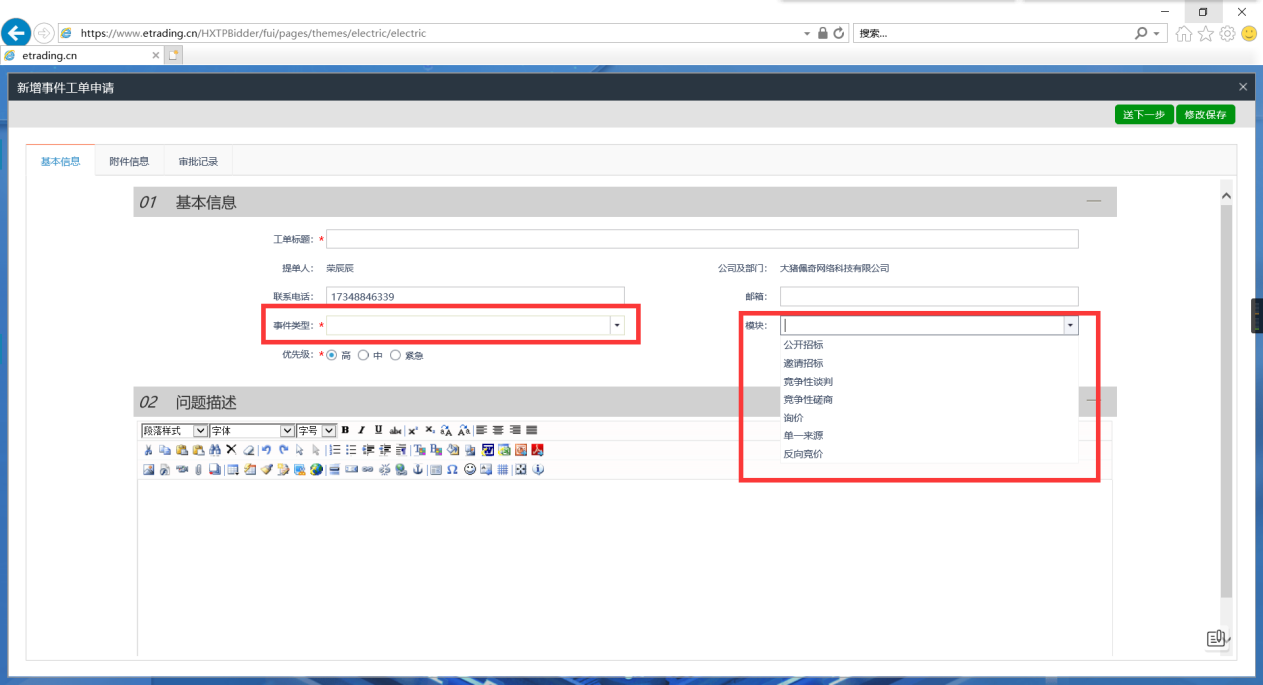 https://www.etrading.cn/HXTPBidder/fui/pages/themes/electric/electric
搜索...
etrading.cn
新增事件工单申请
送下一步 修改保存
基本信息 附件信息 审批记录
01 基本信息
工单标题: *
提单人: 荣辰辰 公司及部门: 大猪佩奇网络科技有限公司
联系电话: 17348846339 邮箱:
事件类型: * 模块:
公开招标
优先级: * 高 中 紧急
邀请招标
竞争性谈判
竞争性磋商
询价
单一来源
反向竞价
02 问题描述
段落样式 字体 字号